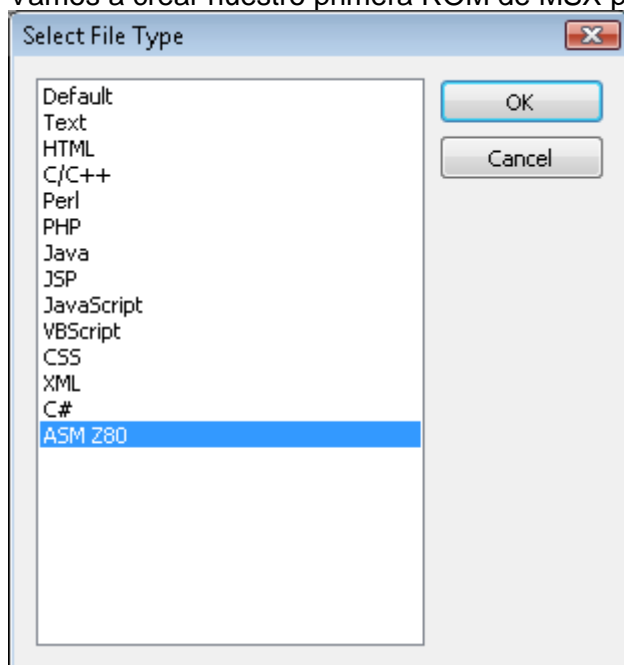 Vamos a crear nuestro primera ROM de MSX p
Select File Type
Default
Text
HTML
C/C++
Perl
PHP
Java
JSP
JavaScript
VBScript
CSS
XML
C#
ASM Z80
OK
Cancel